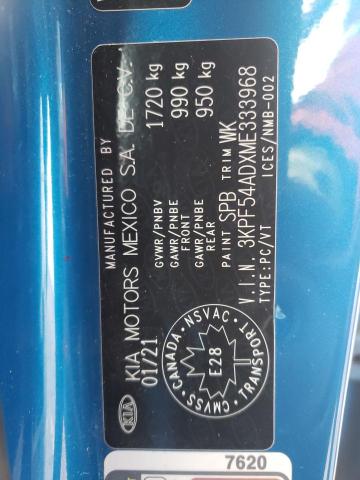 MANUFACTURED BY
KIA KIA MOTORS MEXICO S.A. DE C.V.
01/21
GVWR/PNBV 1720 kg
GAWR/PNBE FRONT 990 kg
GAWR/PNBE REAR 950 kg
PAINT SPB TRIM WK
V.I.N. 3KPF54ADXME333968
TYPE:PC/VT ICES/NMB-002
CANADA · NSVAC · TRANSPORT · CMVSS
E28
7620